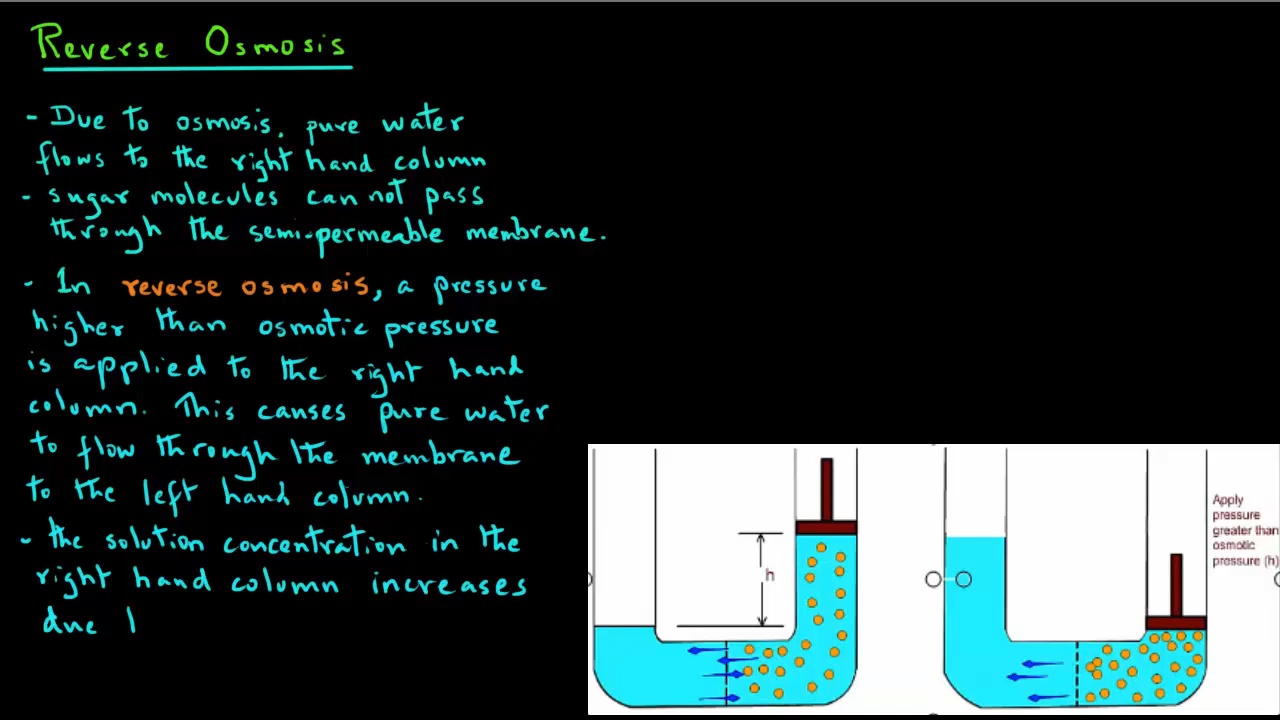 Reverse Osmosis
- Due to osmosis, pure water
flows to the right hand column
- sugar molecules can not pass
through the semi-permeable membrane.
- In reverse osmosis, a pressure
higher than osmotic pressure
is applied to the right hand
column. This causes pure water
to flow through the membrane
to the left hand column.
- the solution concentration in the
right hand column increases
due
h
Apply
pressure
greater than
osmotic
pressure (h)